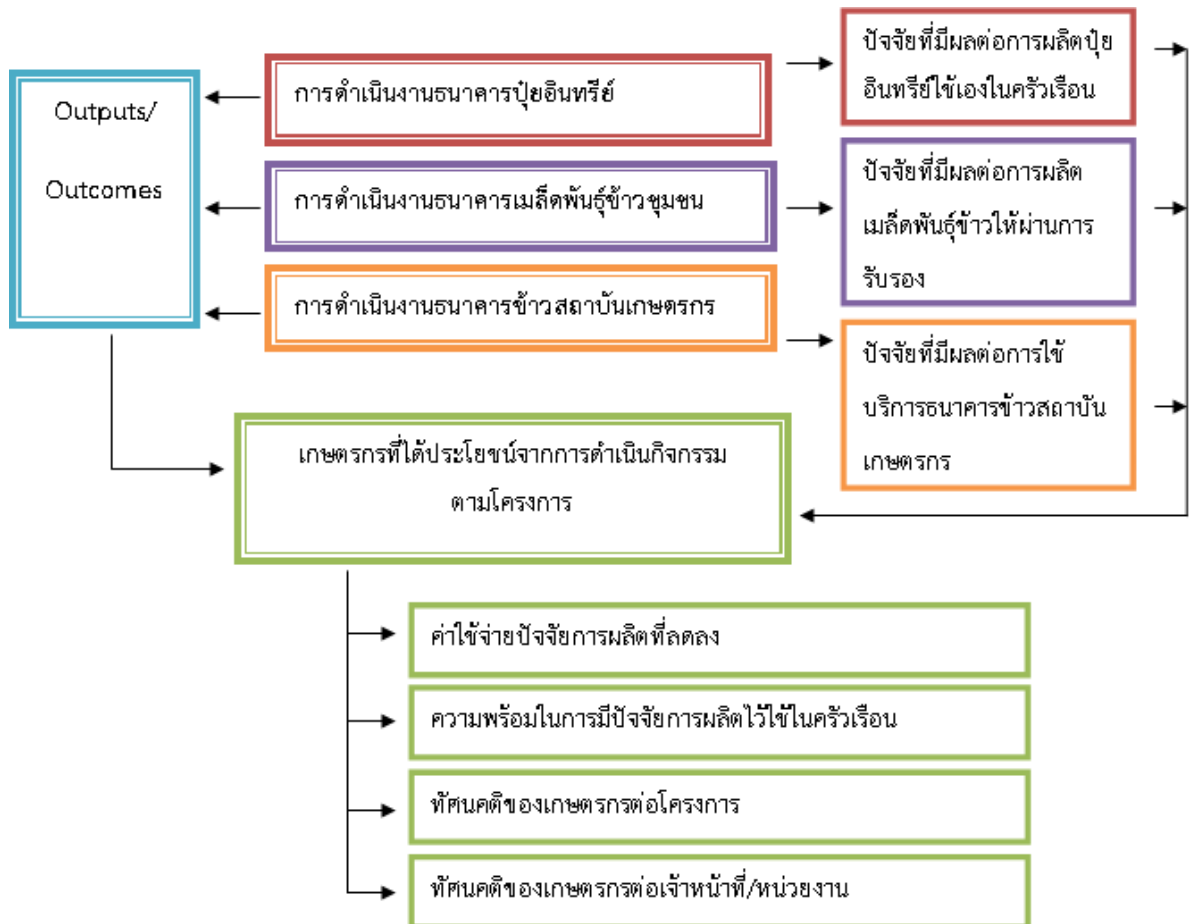 Outputs/
Outcomes
การดำเนินงานธนาคารปุ๋ยอินทรีย์
การดำเนินงานธนาคารเมล็ดพันธุ์ข้าวชุมชน
การดำเนินงานธนาคารข้าวสถาบันเกษตรกร
ปัจจัยที่มีผลต่อการผลิตปุ๋ย
อินทรีย์ใช้เองในครัวเรือน
ปัจจัยที่มีผลต่อการผลิต
เมล็ดพันธุ์ข้าวให้ผ่านการ
รับรอง
ปัจจัยที่มีผลต่อการใช้
บริการธนาคารข้าวสถาบัน
เกษตรกร
เกษตรกรที่ได้ประโยชน์จากการดำเนินกิจกรรม
ตามโครงการ
ค่าใช้จ่ายปัจจัยการผลิตที่ลดลง
ความพร้อมในการมีปัจจัยการผลิตไว้ใช้ในครัวเรือน
ทัศนคติของเกษตรกรต่อโครงการ
ทัศนคติของเกษตรกรต่อเจ้าหน้าที่/หน่วยงาน